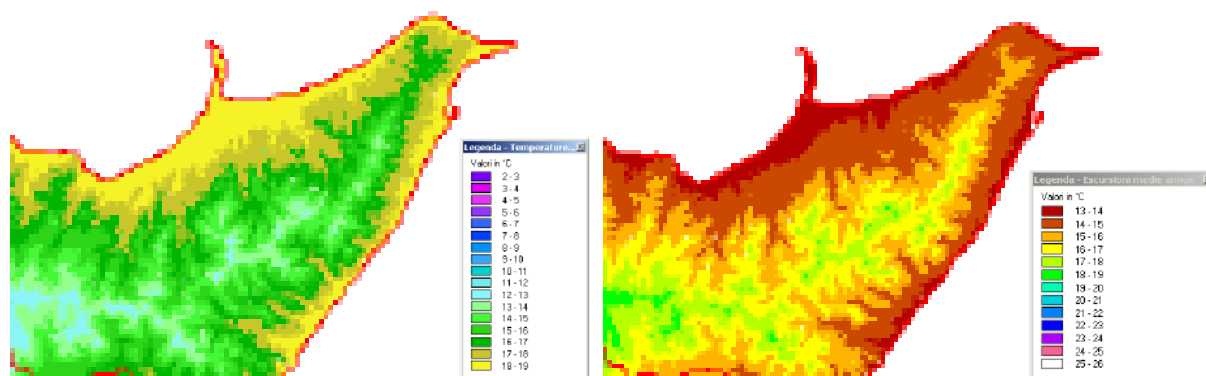 Legenda - Temperature...
Valori in °C
2 - 3
3 - 4
4 - 5
5 - 6
6 - 7
7 - 8
8 - 9
9 - 10
10 - 11
11 - 12
12 - 13
13 - 14
14 - 15
15 - 16
16 - 17
17 - 18
18 - 19
Legenda - Escursioni medie annue
Valori in °C
13 - 14
14 - 15
15 - 16
16 - 17
17 - 18
18 - 19
19 - 20
20 - 21
21 - 22
22 - 23
23 - 24
24 - 25
25 - 26